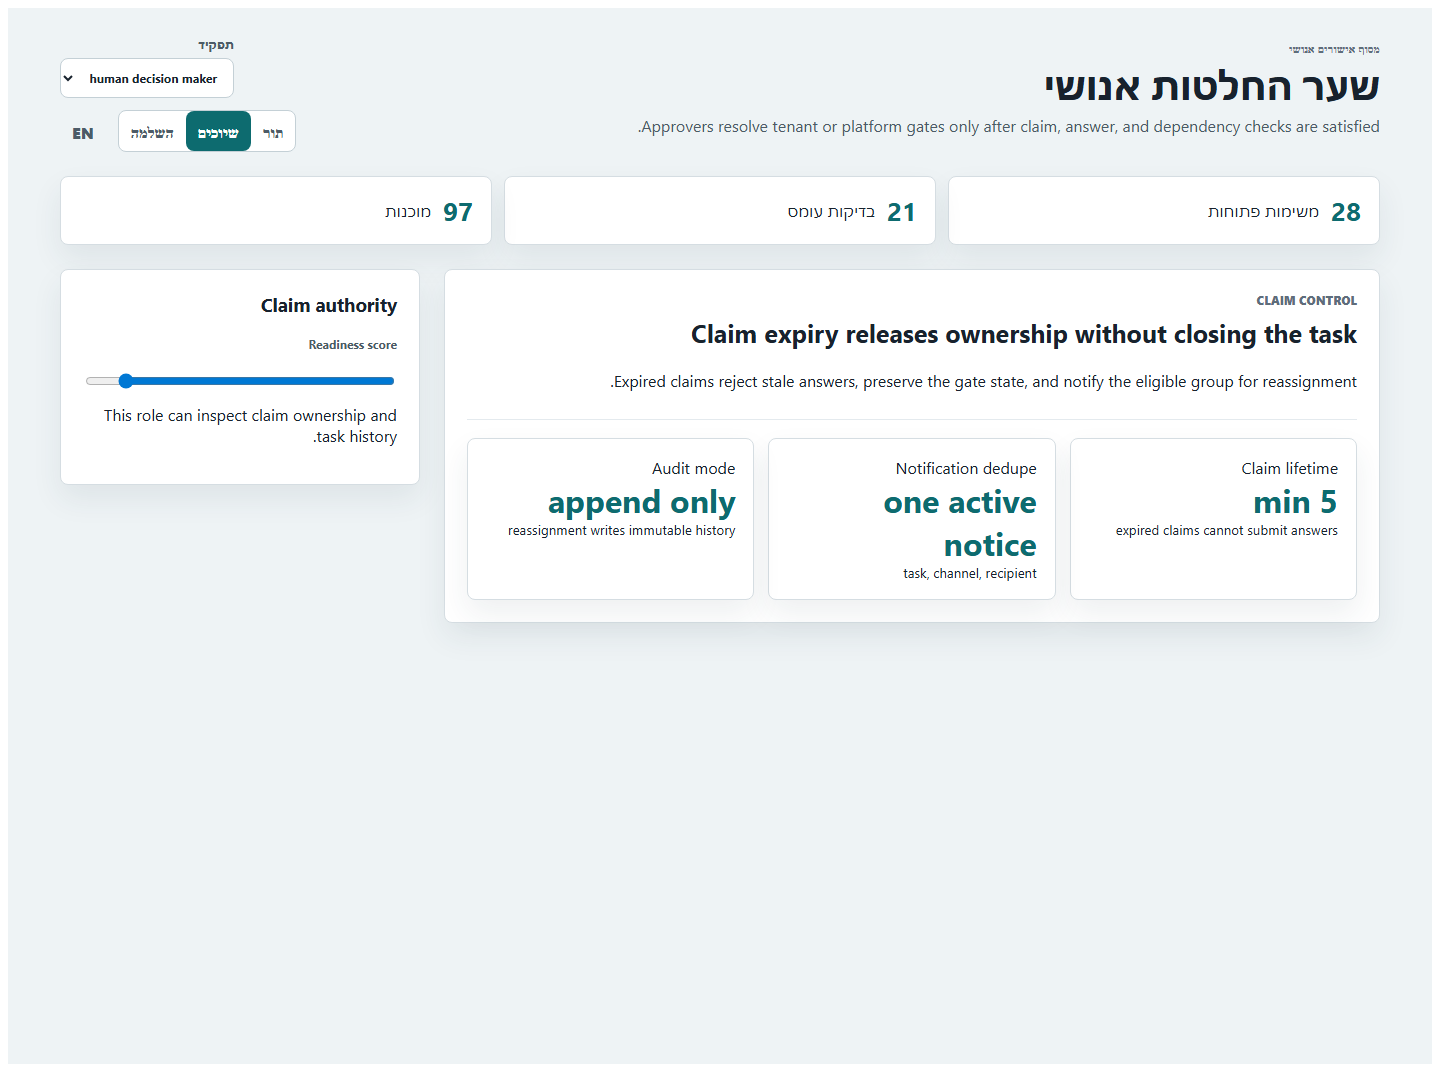 מסוף אישורים אנושי
שער החלטות אנושי
Approvers resolve tenant or platform gates only after claim, answer, and dependency checks are satisfied.
תפקיד
human decision maker
תור
שיוכים
השלמה
EN
28 משימות פתוחות
21 בדיקות עומס
97 מוכנות
CLAIM CONTROL
Claim expiry releases ownership without closing the task
Expired claims reject stale answers, preserve the gate state, and notify the eligible group for reassignment.
Claim lifetime
5 min
expired claims cannot submit answers
Notification dedupe
one active
notice
task, channel, recipient
Audit mode
append only
reassignment writes immutable history
Claim authority
Readiness score
This role can inspect claim ownership and
task history.